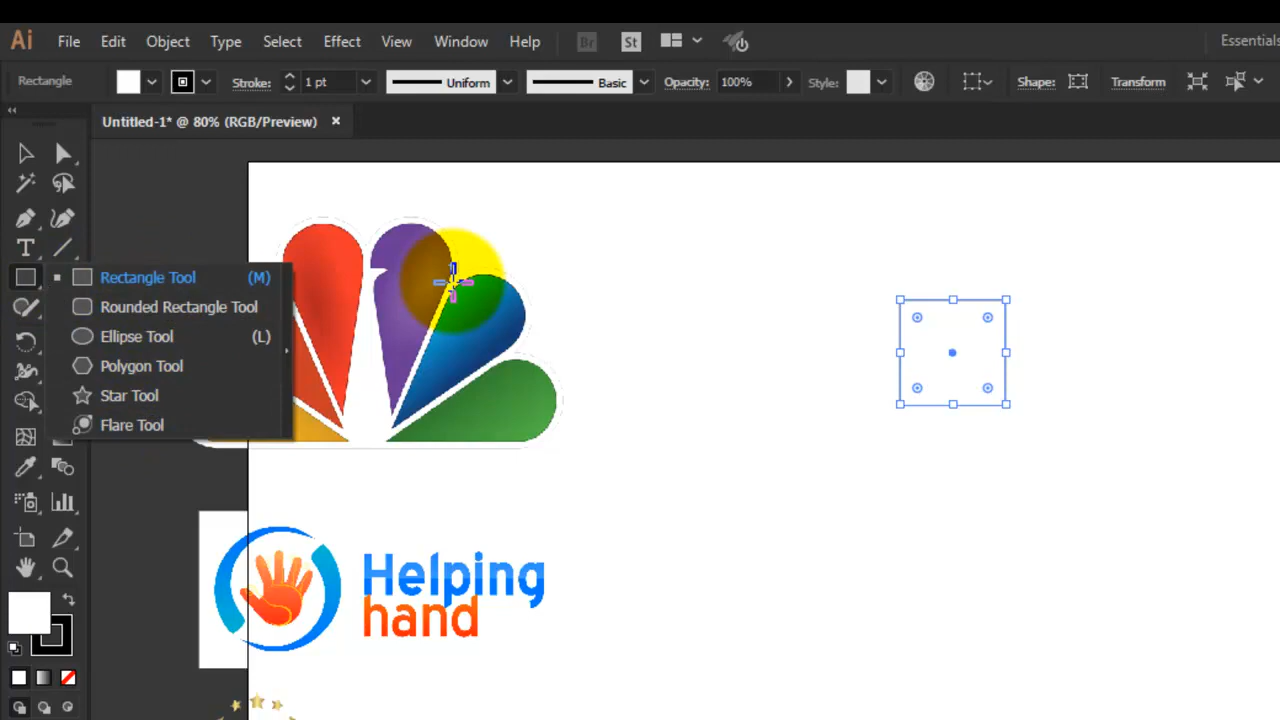 Ai File Edit Object Type Select Effect View Window Help Br St Essentials
Rectangle Stroke: 1 pt Uniform Basic Opacity: 100% Style: Shape: Transform
Untitled-1* @ 80% (RGB/Preview) ×
T
Rectangle Tool (M)
Rounded Rectangle Tool
Ellipse Tool (L)
Polygon Tool
Star Tool
Flare Tool
Helping
hand